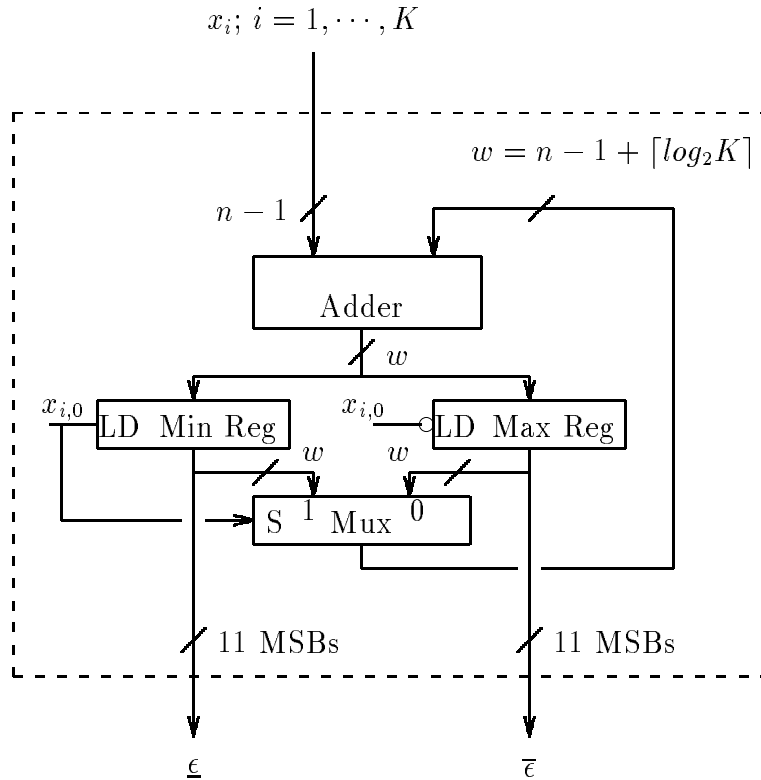 x_i; i = 1, ⋯, K
w = n − 1 + ⌈log_2 K⌉
n − 1
Adder
w
x_{i,0}
LD Min Reg
x_{i,0}
LD Max Reg
w
w
S 1 Mux 0
11 MSBs
11 MSBs
ϵ̲
ϵ̅